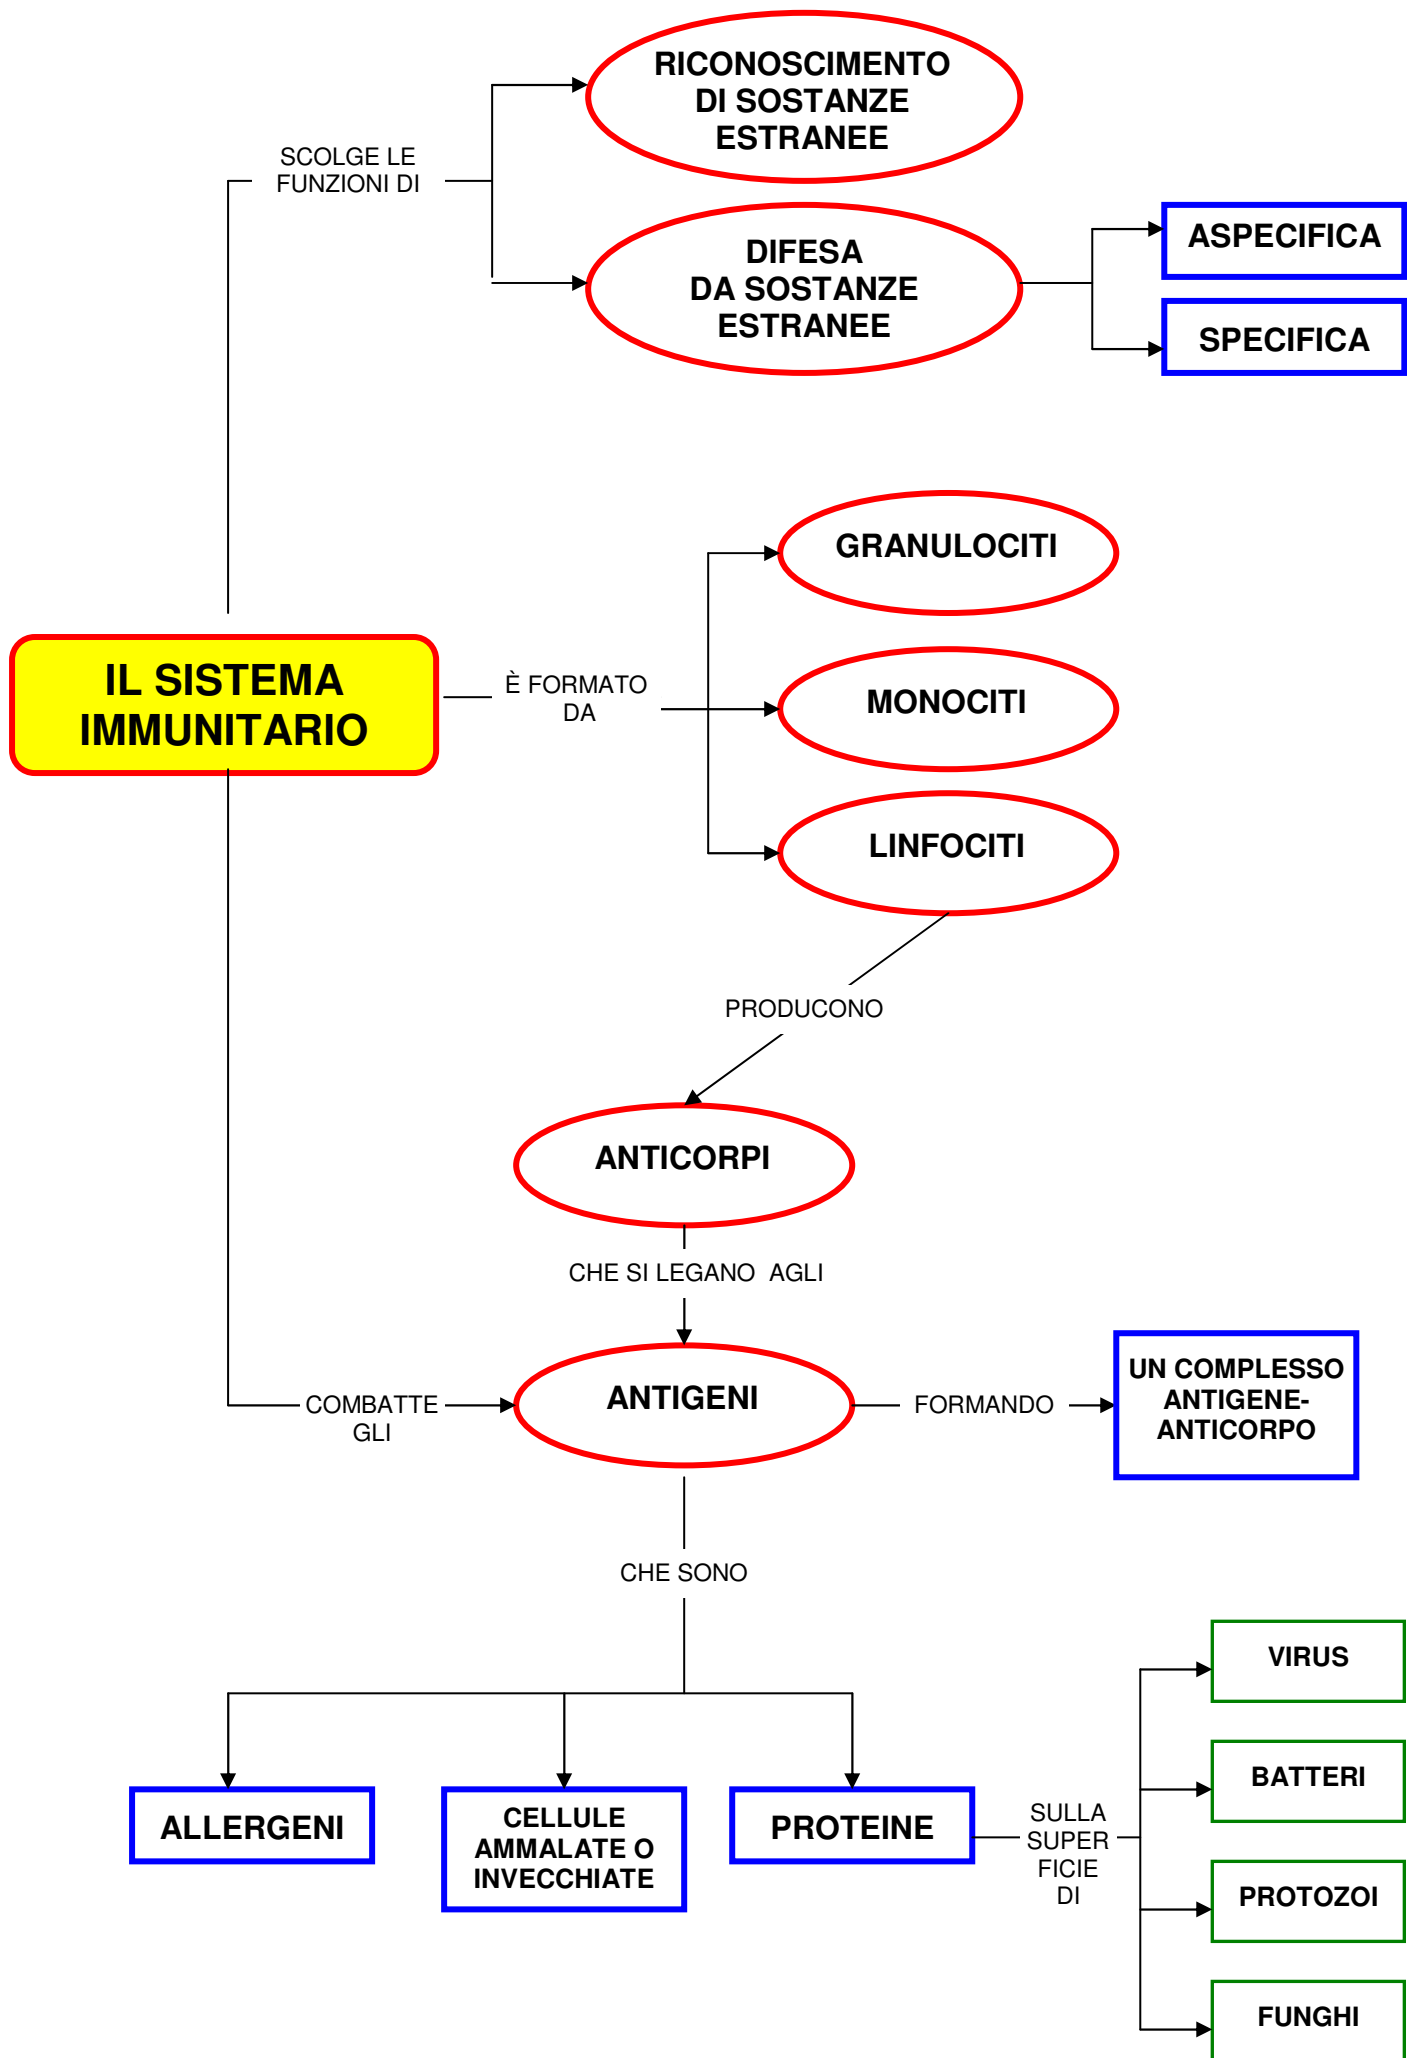 RICONOSCIMENTO
DI SOSTANZE
ESTRANEE
SCOLGE LE
FUNZIONI DI
DIFESA
DA SOSTANZE
ESTRANEE
ASPECIFICA
SPECIFICA
GRANULOCITI
IL SISTEMA
IMMUNITARIO
È FORMATO
DA
MONOCITI
LINFOCITI
PRODUCONO
ANTICORPI
CHE SI LEGANO AGLI
COMBATTE
GLI
ANTIGENI
FORMANDO
UN COMPLESSO
ANTIGENE-
ANTICORPO
CHE SONO
ALLERGENI
CELLULE
AMMALATE O
INVECCHIATE
PROTEINE
SULLA
SUPER
FICIE
DI
VIRUS
BATTERI
PROTOZOI
FUNGHI